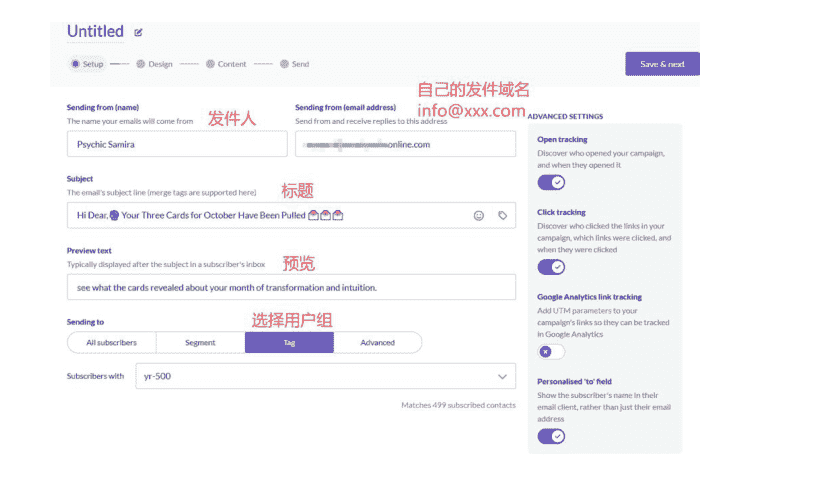 Untitled
Setup Design Content Send
Save & next
自己的发件域名
info@xxx.com
Sending from (name)
The name your emails will come from
发件人
Psychic Samira
Sending from (email address)
Send from and receive replies to this address
online.com
Subject
The email's subject line (merge tags are supported here)
标题
Hi Dear,🔮 Your Three Cards for October Have Been Pulled
Preview text
Typically displayed after the subject in a subscriber's inbox
预览
see what the cards revealed about your month of transformation and intuition.
Sending to
选择用户组
All subscribers Segment Tag Advanced
Subscribers with yr-500
Matches 499 subscribed contacts
ADVANCED SETTINGS
Open tracking
Discover who opened your campaign,
and when they opened it
Click tracking
Discover who clicked the links in your
campaign, which links were clicked, and
when they were clicked
Google Analytics link tracking
Add UTM parameters to your
campaign's links so they can be tracked
in Google Analytics
Personalised 'to' field
Show the subscriber's name in their
email client, rather than just their email
address